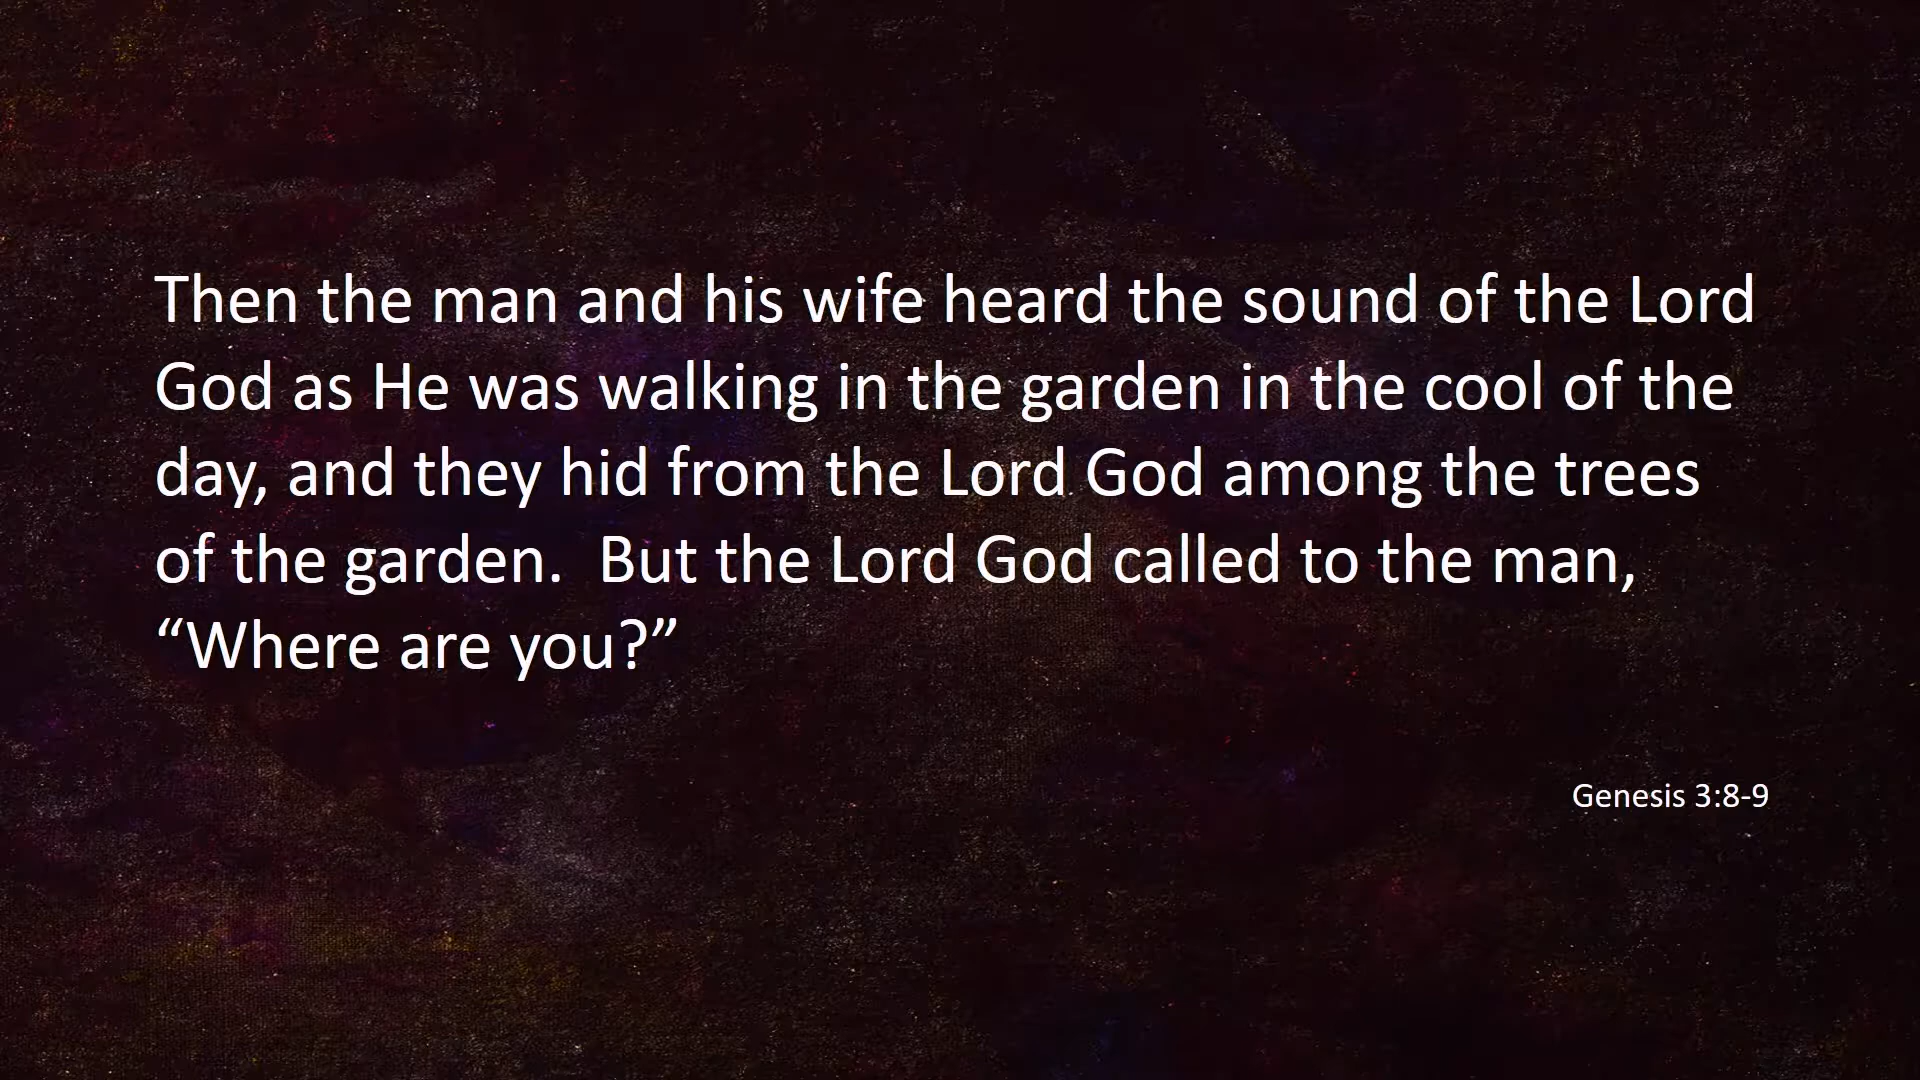 Then the man and his wife heard the sound of the Lord
God as He was walking in the garden in the cool of the
day, and they hid from the Lord God among the trees
of the garden.  But the Lord God called to the man,
“Where are you?”
Genesis 3:8-9